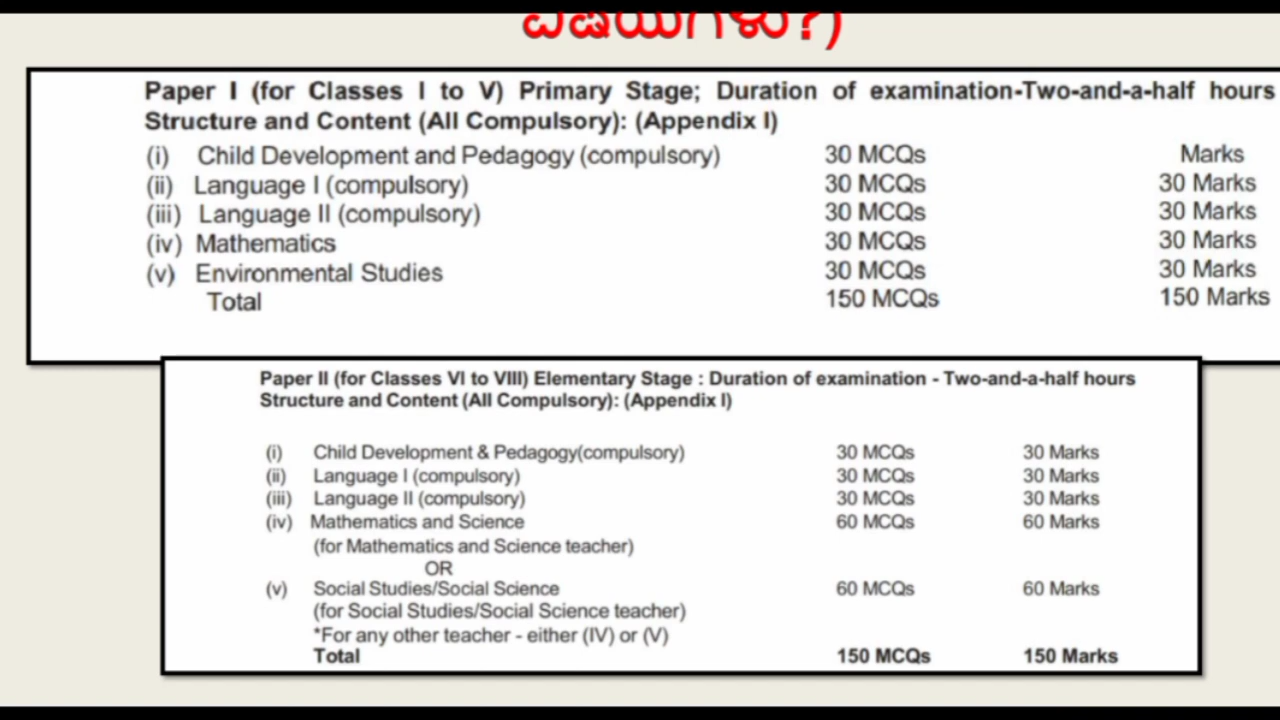 ವಿಷಯಗಳು?)
Paper I (for Classes I to V) Primary Stage; Duration of examination-Two-and-a-half hours
Structure and Content (All Compulsory): (Appendix I)
(i) Child Development and Pedagogy (compulsory) 30 MCQs Marks
(ii) Language I (compulsory) 30 MCQs 30 Marks
(iii) Language II (compulsory) 30 MCQs 30 Marks
(iv) Mathematics 30 MCQs 30 Marks
(v) Environmental Studies 30 MCQs 30 Marks
Total 150 MCQs 150 Marks
Paper II (for Classes VI to VIII) Elementary Stage : Duration of examination - Two-and-a-half hours
Structure and Content (All Compulsory): (Appendix I)
(i) Child Development & Pedagogy(compulsory) 30 MCQs 30 Marks
(ii) Language I (compulsory) 30 MCQs 30 Marks
(iii) Language II (compulsory) 30 MCQs 30 Marks
(iv) Mathematics and Science 60 MCQs 60 Marks
(for Mathematics and Science teacher)
OR
(v) Social Studies/Social Science 60 MCQs 60 Marks
(for Social Studies/Social Science teacher)
*For any other teacher - either (IV) or (V)
Total 150 MCQs 150 Marks